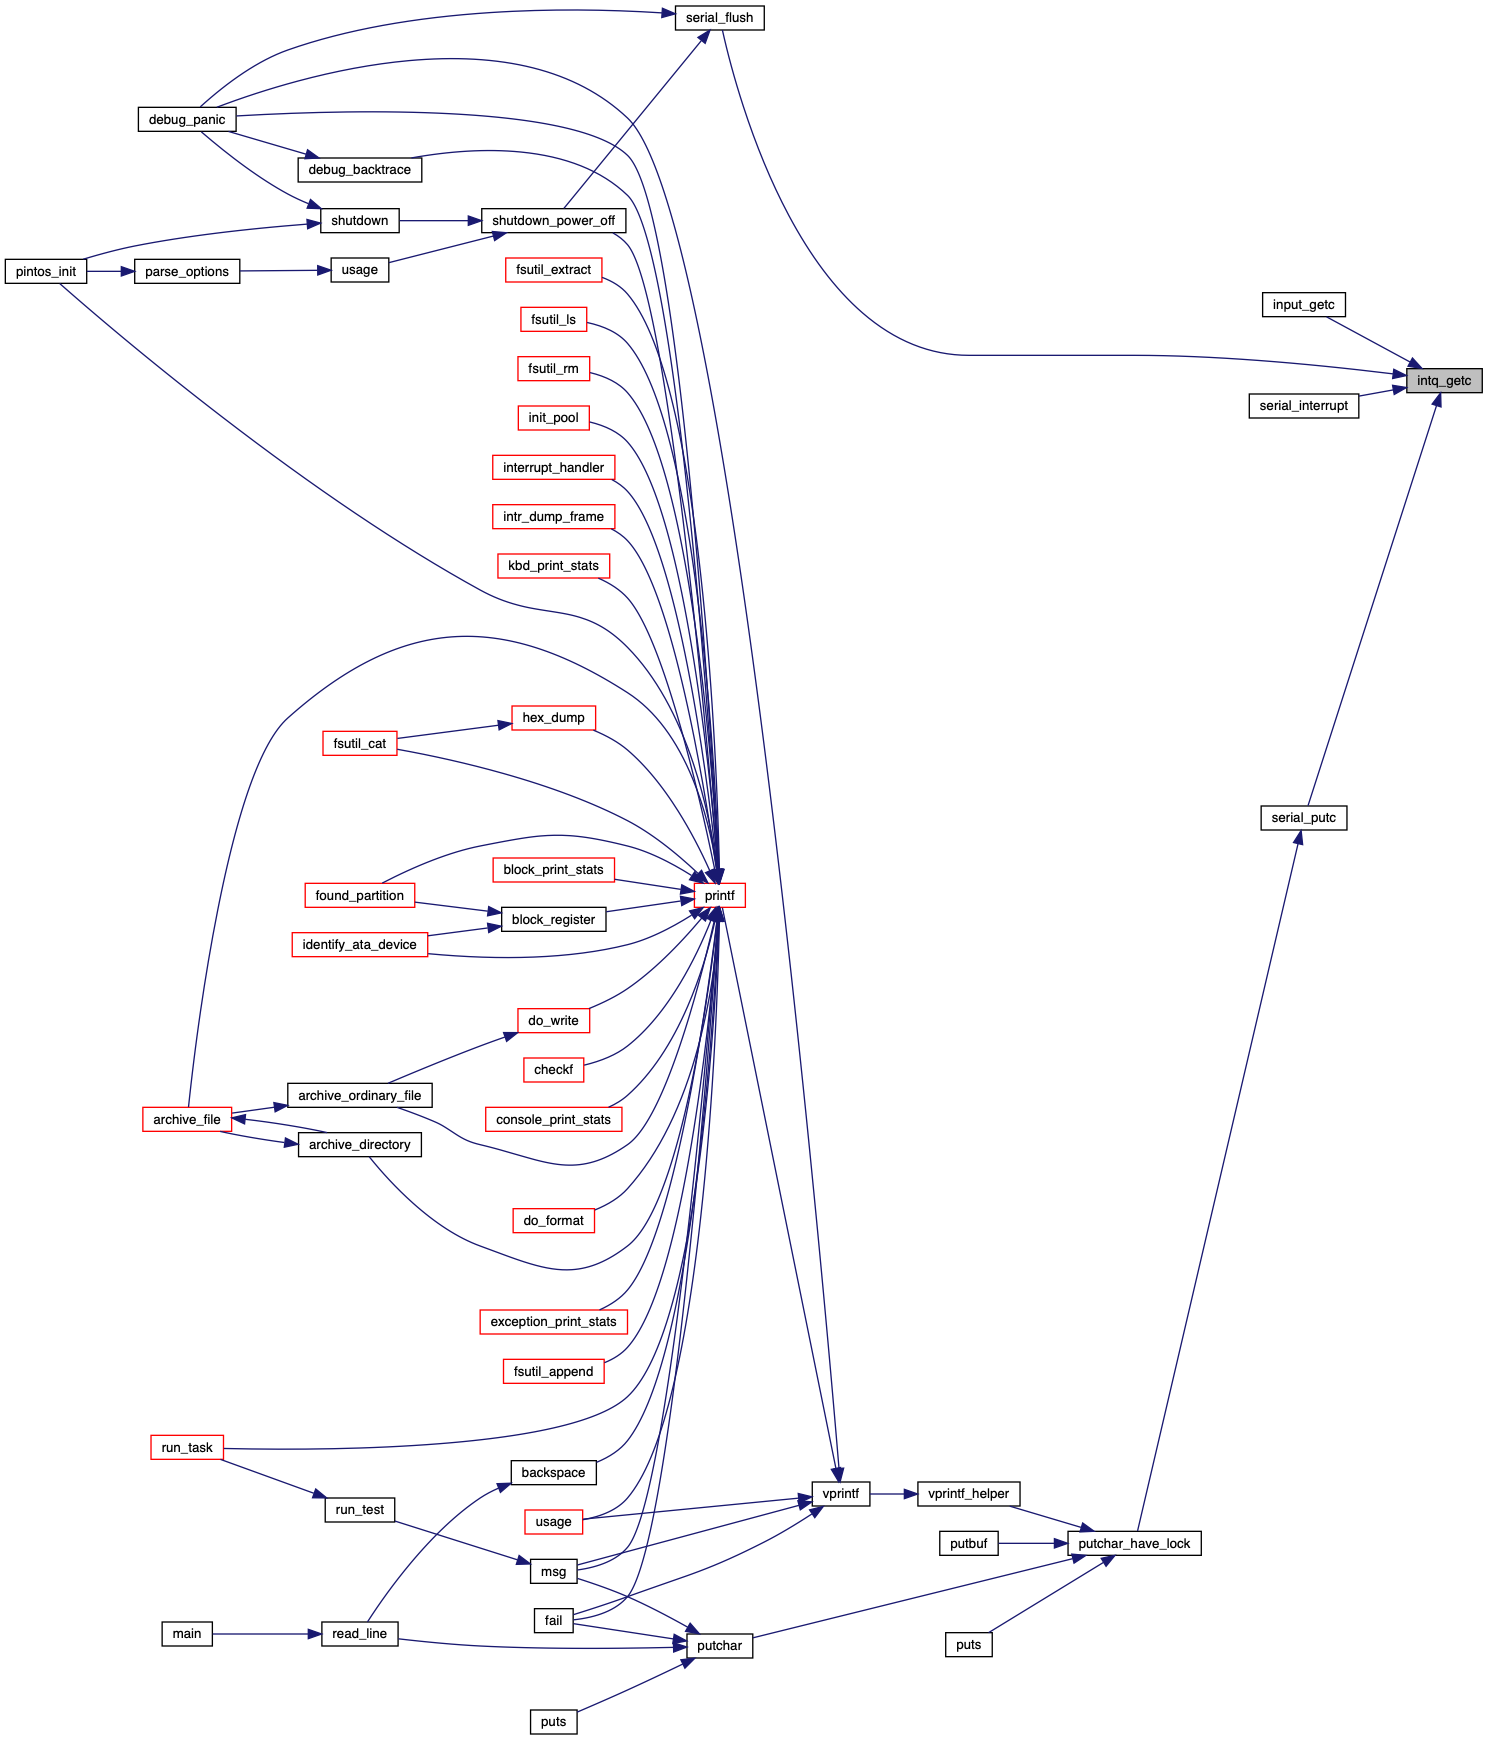 serial_flush
debug_panic
debug_backtrace
shutdown
shutdown_power_off
pintos_init
parse_options
usage
fsutil_extract
input_getc
fsutil_ls
fsutil_rm
intq_getc
serial_interrupt
init_pool
interrupt_handler
intr_dump_frame
kbd_print_stats
hex_dump
fsutil_cat
serial_putc
block_print_stats
found_partition
printf
block_register
identify_ata_device
do_write
checkf
archive_ordinary_file
archive_file
console_print_stats
archive_directory
do_format
exception_print_stats
fsutil_append
run_task
backspace
vprintf
vprintf_helper
run_test
usage
putbuf
putchar_have_lock
msg
fail
main
read_line
putchar
puts
puts